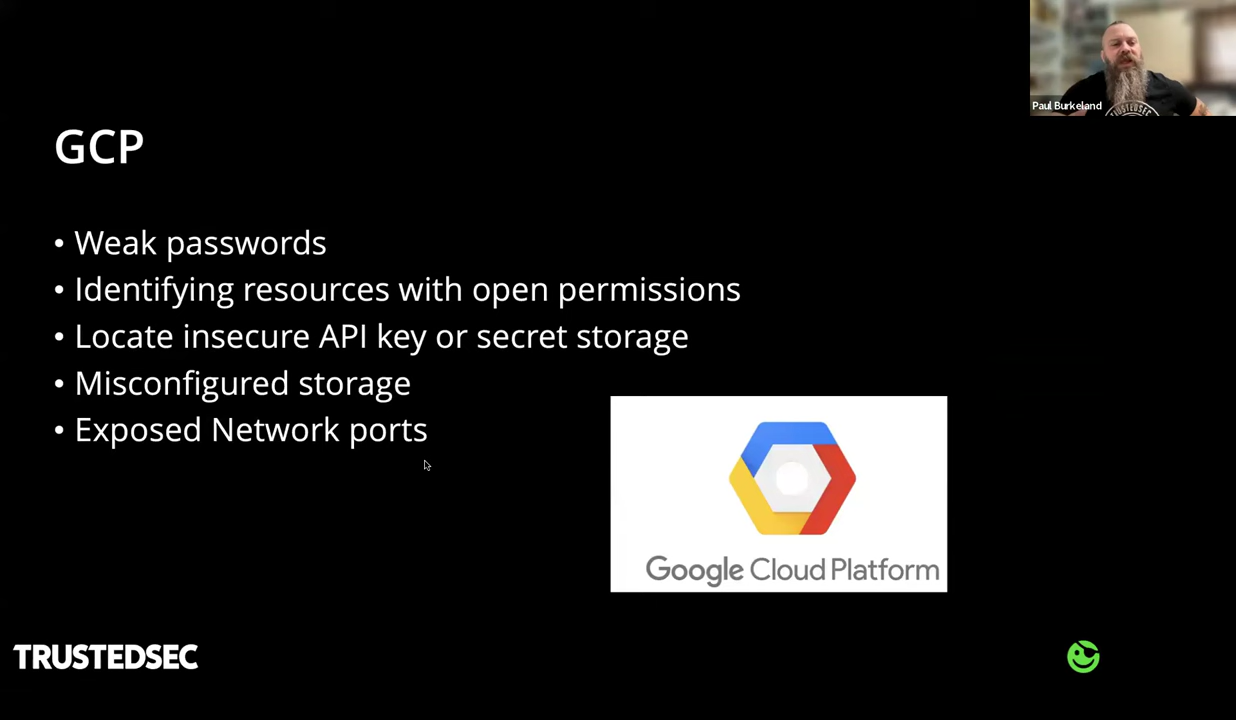 Paul Burkeland
TRUSTEDSEC
GCP
• Weak passwords
• Identifying resources with open permissions
• Locate insecure API key or secret storage
• Misconfigured storage
• Exposed Network ports
Google Cloud Platform
TRUSTEDSEC